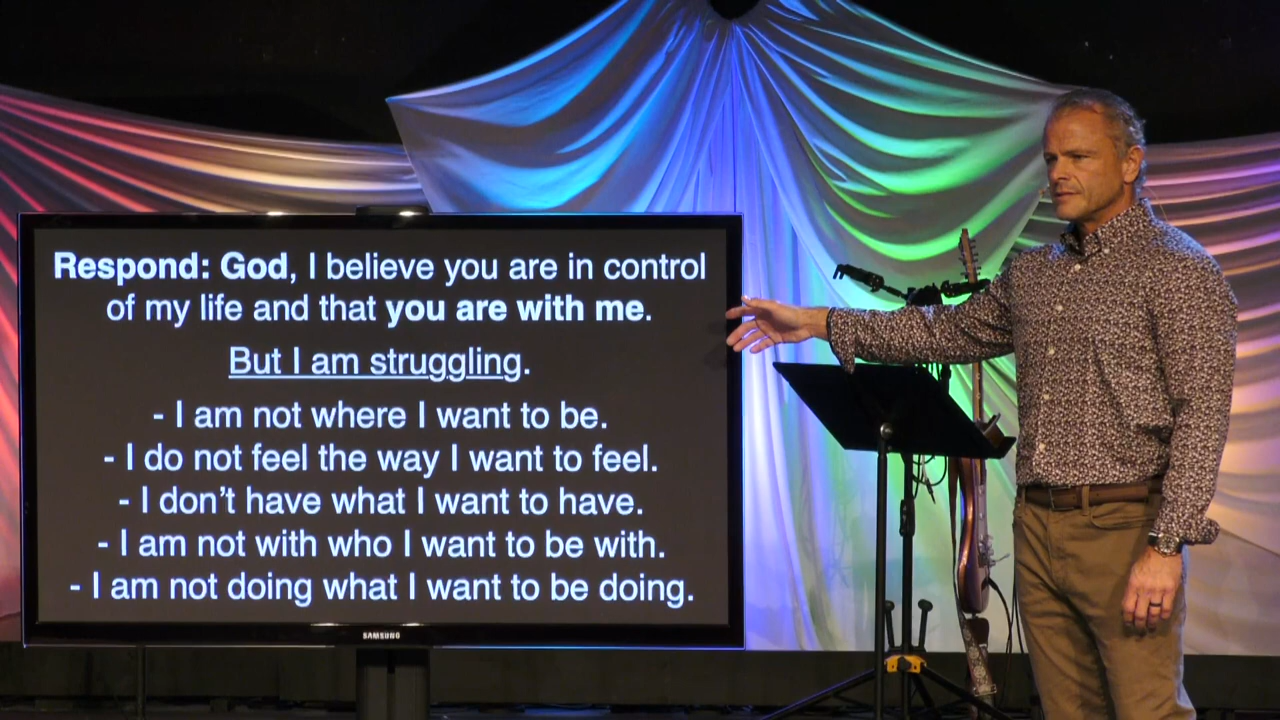 Respond: God, I believe you are in control
of my life and that you are with me.
But I am struggling.
- I am not where I want to be.
- I do not feel the way I want to feel.
- I don’t have what I want to have.
- I am not with who I want to be with.
- I am not doing what I want to be doing.
SAMSUNG